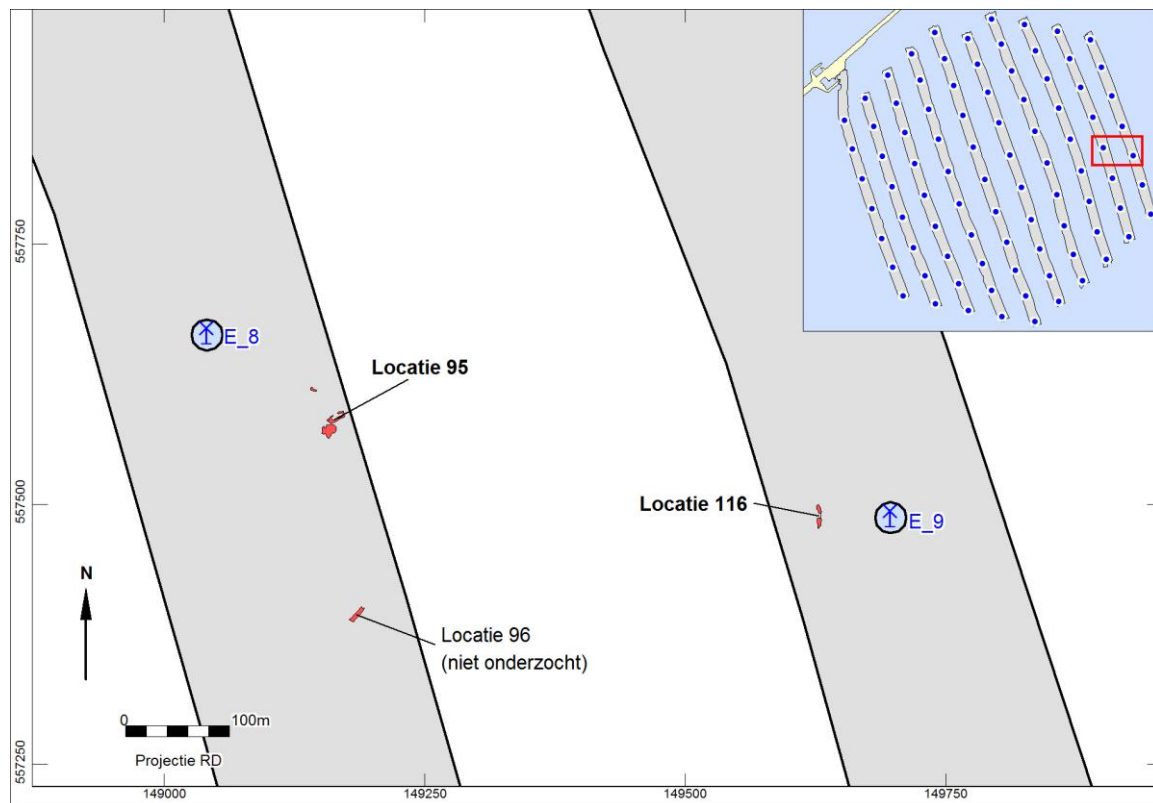 557750
E_8
Locatie 95
557500
Locatie 116
E_9
N
Locatie 96
(niet onderzocht)
0
100m
Projectie RD
557250
149000
149250
149500
149750